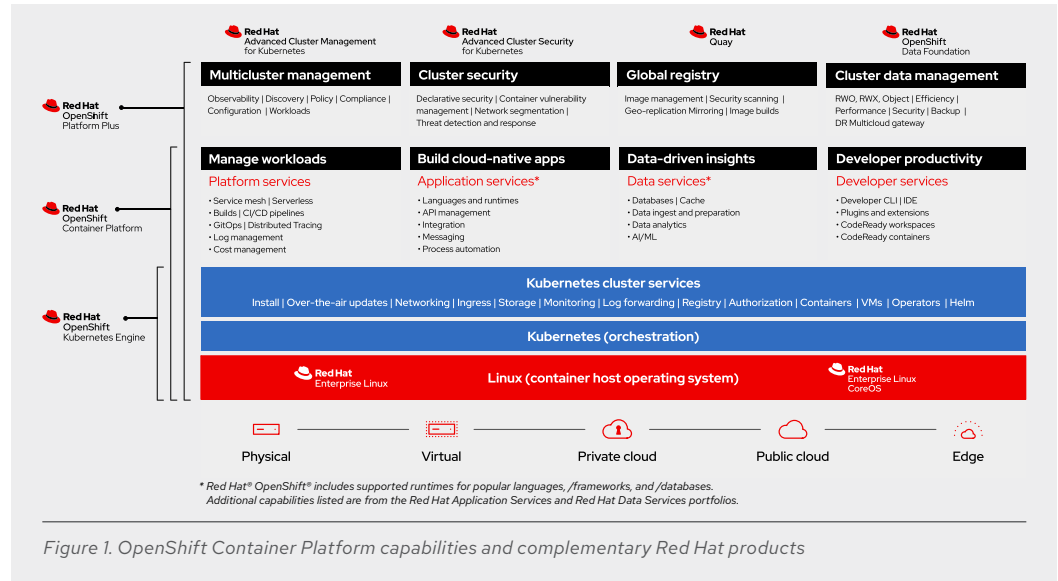 Red Hat
Advanced Cluster Management
for Kubernetes
Red Hat
Advanced Cluster Security
for Kubernetes
Red Hat
Quay
Red Hat
OpenShift
Data Foundation
Red Hat
OpenShift
Platform Plus
Multicluster management
Observability | Discovery | Policy | Compliance |
Configuration | Workloads
Cluster security
Declarative security | Container vulnerability
management | Network segmentation |
Threat detection and response
Global registry
Image management | Security scanning |
Geo-replication Mirroring | Image builds
Cluster data management
RWO, RWX, Object | Efficiency |
Performance | Security | Backup |
DR Multicloud gateway
Red Hat
OpenShift
Container Platform
Manage workloads
Platform services
• Service mesh | Serverless
• Builds | CI/CD pipelines
• GitOps | Distributed Tracing
• Log management
• Cost management
Build cloud-native apps
Application services*
• Languages and runtimes
• API management
• Integration
• Messaging
• Process automation
Data-driven insights
Data services*
• Databases | Cache
• Data ingest and preparation
• Data analytics
• AI/ML
Developer productivity
Developer services
• Developer CLI | IDE
• Plugins and extensions
• CodeReady workspaces
• CodeReady containers
Red Hat
OpenShift
Kubernetes Engine
Kubernetes cluster services
Install | Over-the-air updates | Networking | Ingress | Storage | Monitoring | Log forwarding | Registry | Authorization | Containers | VMs | Operators | Helm
Kubernetes (orchestration)
Red Hat
Enterprise Linux
Linux (container host operating system)
Red Hat
Enterprise Linux
CoreOS
Physical
Virtual
Private cloud
Public cloud
Edge
* Red Hat® OpenShift® includes supported runtimes for popular languages, /frameworks, and /databases.
Additional capabilities listed are from the Red Hat Application Services and Red Hat Data Services portfolios.
Figure 1. OpenShift Container Platform capabilities and complementary Red Hat products